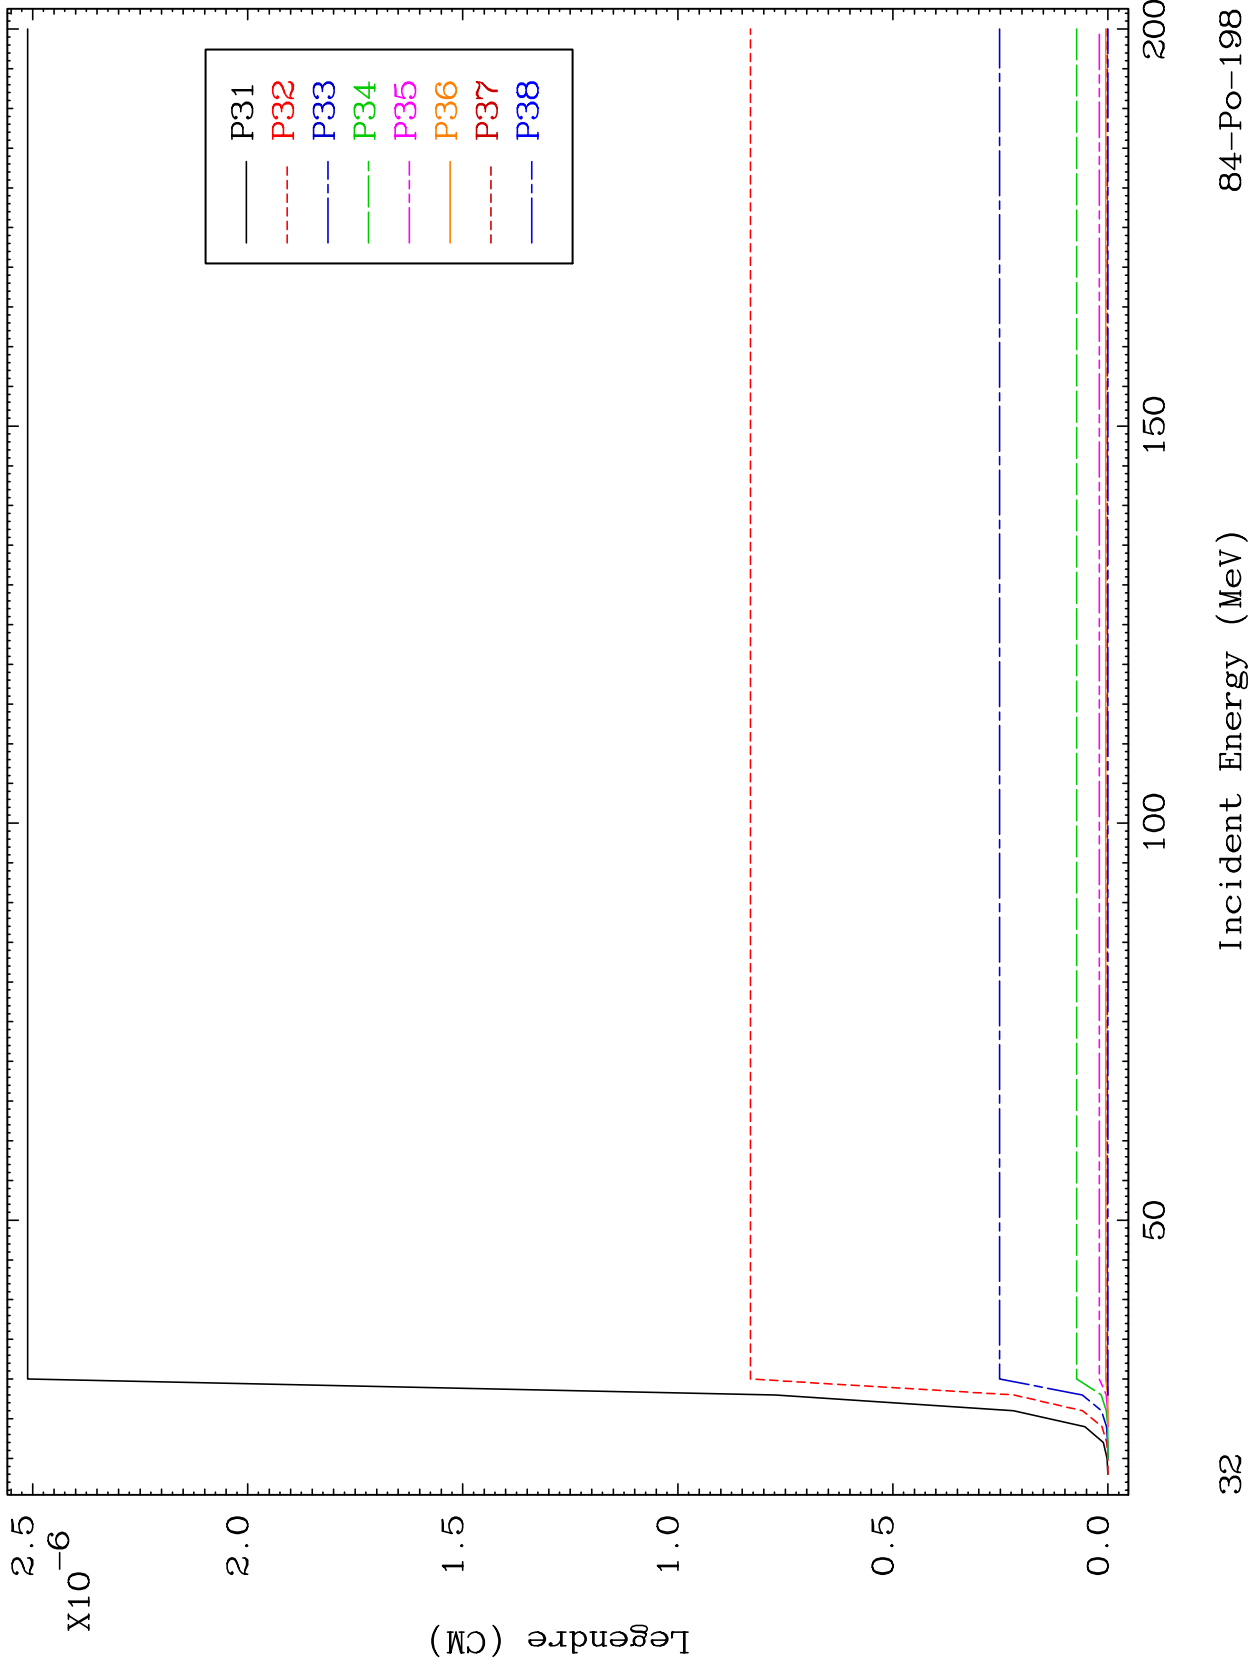 2.5
X10-6
2.0
1.5
1.0
0.5
0.0
Legendre (CM)
P31
P32
P33
P34
P35
P36
P37
P38
50
100
150
200
32
Incident Energy (MeV)
84-Po-198